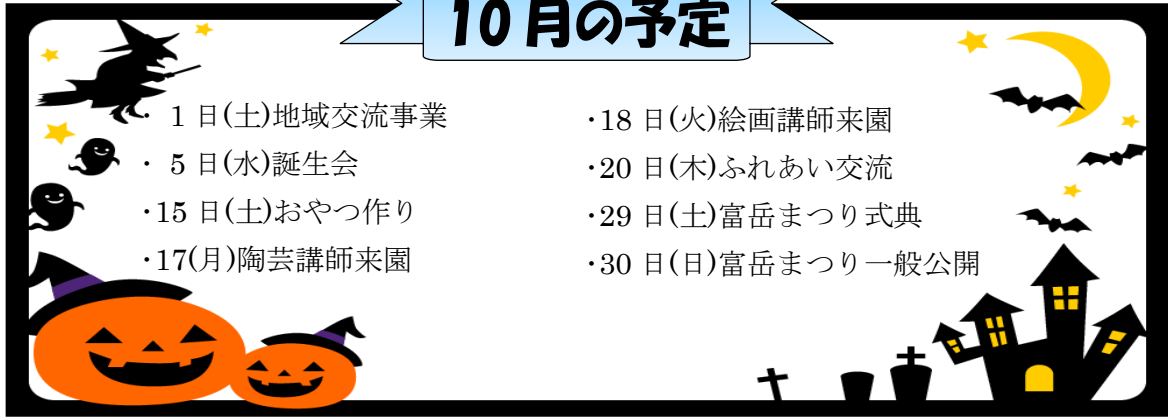 10月の予定
・ 1日(土)地域交流事業
・ 5日(水)誕生会
・15日(土)おやつ作り
・17(月)陶芸講師来園
・18日(火)絵画講師来園
・20日(木)ふれあい交流
・29日(土)富岳まつり式典
・30日(日)富岳まつり一般公開